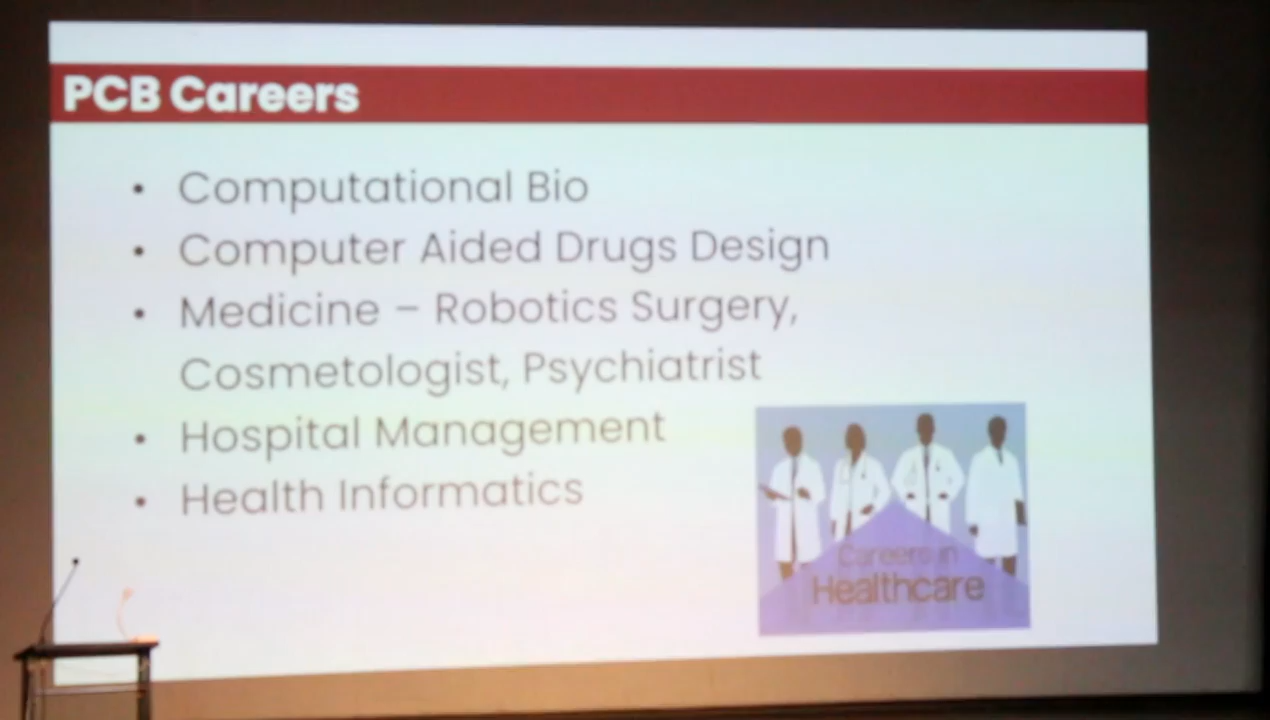 PCB Careers
• Computational Bio
• Computer Aided Drugs Design
• Medicine – Robotics Surgery,
Cosmetologist, Psychiatrist
• Hospital Management
• Health Informatics
Careers in
Healthcare